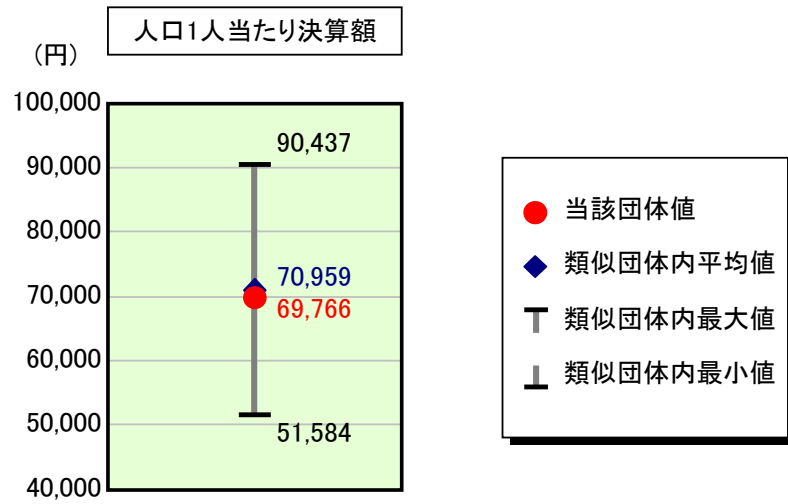 人口1人当たり決算額
(円)
100,000
90,000
80,000
70,000
60,000
50,000
40,000
90,437
70,959
69,766
51,584
当該団体値
類似団体内平均値
類似団体内最大値
類似団体内最小値